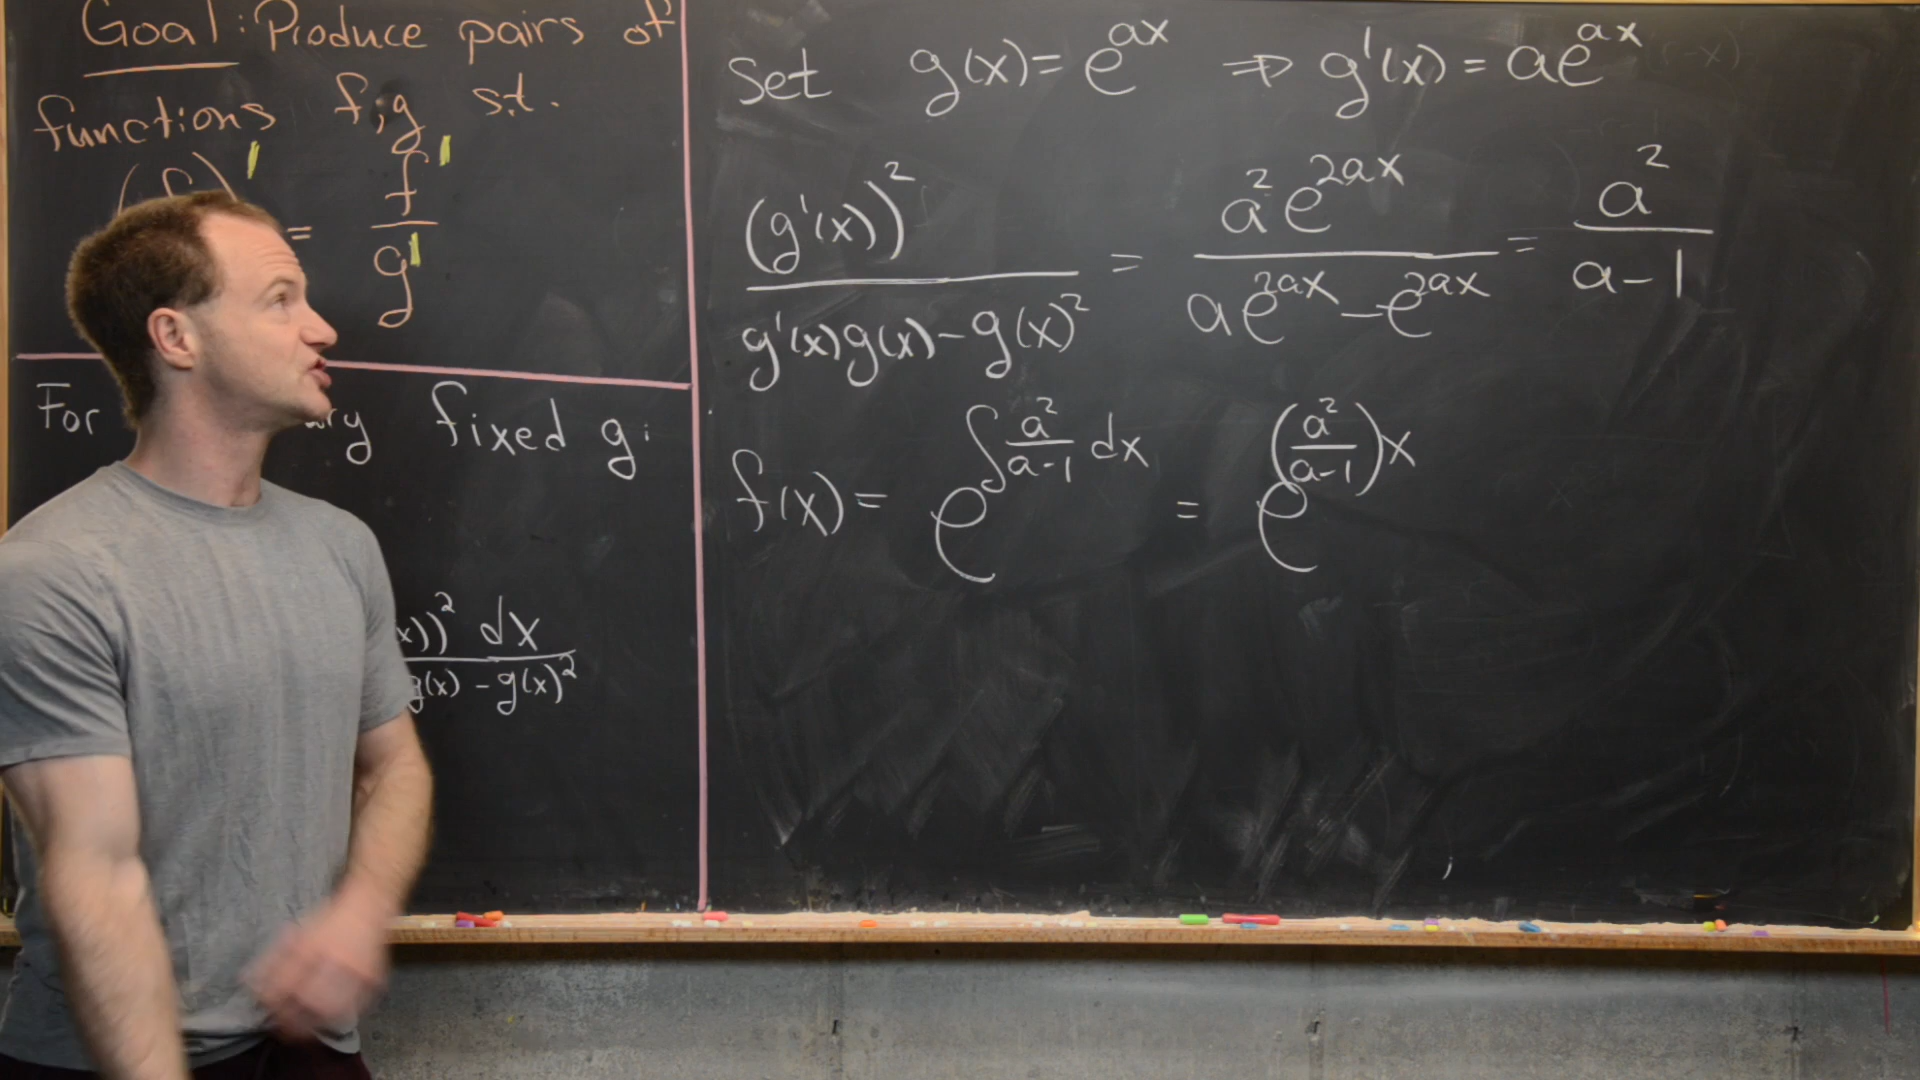 Goal: Produce pairs of
functions f, g s.t.
(f)' = f'/g'
For fixed g:
x))² dx / g(x) - g(x)²
Set g(x) = e^{ax} ⇒ g'(x) = ae^{ax}
(g'(x))² / g'(x)g(x) - g(x)² = a²e^{2ax} / ae^{2ax} - e^{2ax} = a² / a-1
f(x) = e^{∫ a²/a-1 dx} = e^{(a²/a-1)x}